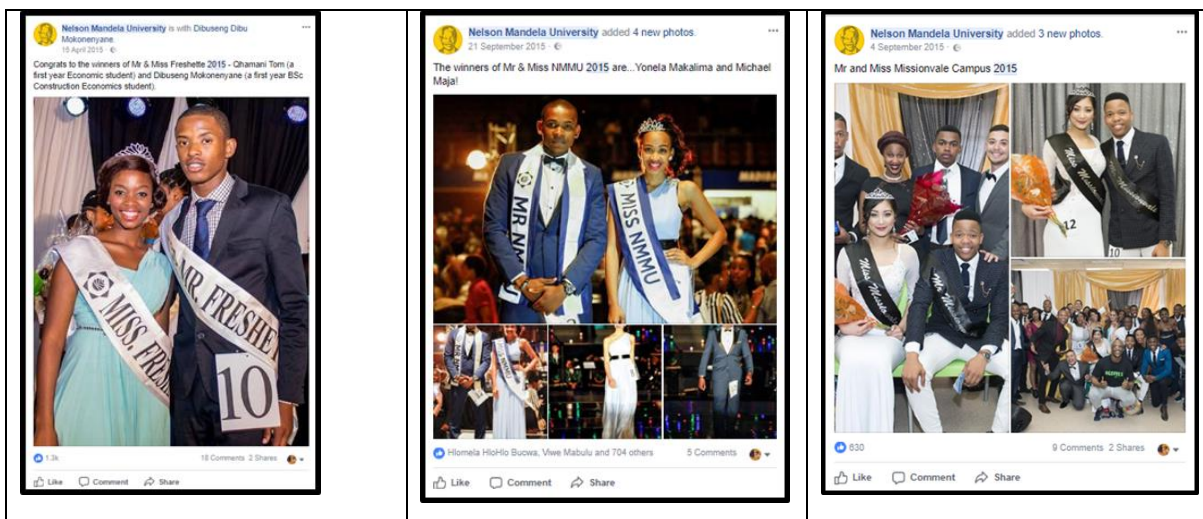 Nelson Mandela University is with Dibuseng Dibu
Mokonenyane.
15 April 2015
Congrats to the winners of Mr & Miss Freshette 2015 - Qhamani Tom (a
first year Economic student) and Dibuseng Mokonenyane (a first year BSc
Construction Economics student).
MISS. FRES
MR. FRESHET
10
1.3k 18 Comments 2 Shares
Like Comment Share
Nelson Mandela University added 4 new photos.
21 September 2015
The winners of Mr & Miss NMMU 2015 are...Yonela Makalima and Michael
Maja!
MR NM
MISS NMMU
Hlomela HloHlo Bucwa, Viwe Mabulu and 704 others 5 Comments
Like Comment Share
Nelson Mandela University added 3 new photos.
4 September 2015
Mr and Miss Missionvale Campus 2015
Miss Missio
Mr M
Miss Missio
12
10
630 9 Comments 2 Shares
Like Comment Share